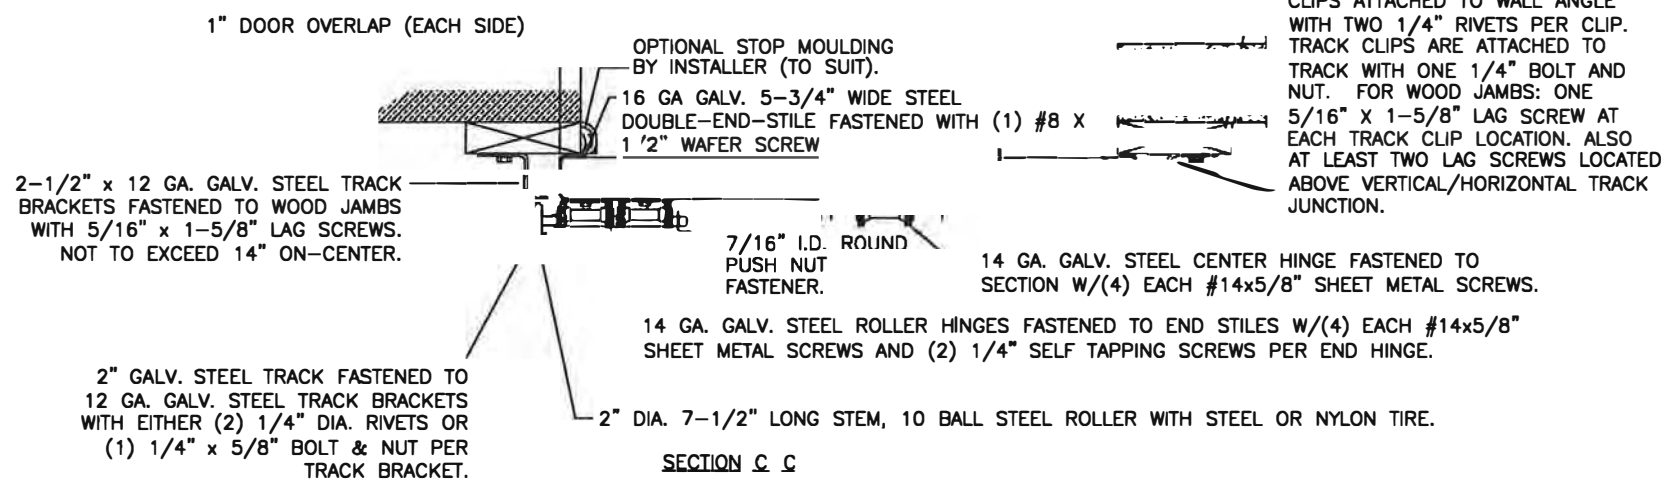 1" DOOR OVERLAP (EACH SIDE)
OPTIONAL STOP MOULDING
BY INSTALLER (TO SUIT).
16 GA GALV. 5-3/4" WIDE STEEL
DOUBLE-END-STILE FASTENED WITH (1) #8 X
1 '2" WAFER SCREW
CLIPS ATTACHED TO WALL ANGLE
WITH TWO 1/4" RIVETS PER CLIP.
TRACK CLIPS ARE ATTACHED TO
TRACK WITH ONE 1/4" BOLT AND
NUT. FOR WOOD JAMBS: ONE
5/16" X 1-5/8" LAG SCREW AT
EACH TRACK CLIP LOCATION. ALSO
AT LEAST TWO LAG SCREWS LOCATED
ABOVE VERTICAL/HORIZONTAL TRACK
JUNCTION.
2-1/2" x 12 GA. GALV. STEEL TRACK
BRACKETS FASTENED TO WOOD JAMBS
WITH 5/16" x 1-5/8" LAG SCREWS.
NOT TO EXCEED 14" ON-CENTER.
7/16" I.D. ROUND
PUSH NUT
FASTENER.
14 GA. GALV. STEEL CENTER HINGE FASTENED TO
SECTION W/(4) EACH #14x5/8" SHEET METAL SCREWS.
14 GA. GALV. STEEL ROLLER HINGES FASTENED TO END STILES W/(4) EACH #14x5/8"
SHEET METAL SCREWS AND (2) 1/4" SELF TAPPING SCREWS PER END HINGE.
2" GALV. STEEL TRACK FASTENED TO
12 GA. GALV. STEEL TRACK BRACKETS
WITH EITHER (2) 1/4" DIA. RIVETS OR
(1) 1/4" x 5/8" BOLT & NUT PER
TRACK BRACKET.
2" DIA. 7-1/2" LONG STEM, 10 BALL STEEL ROLLER WITH STEEL OR NYLON TIRE.
SECTION C C